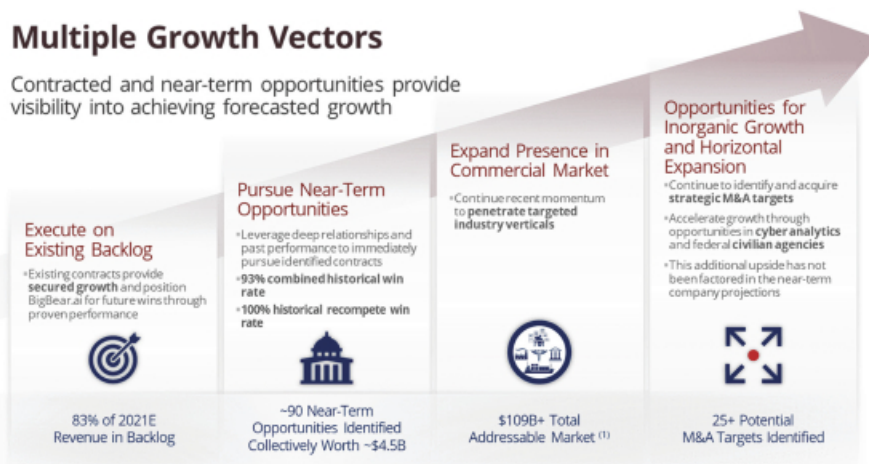 Multiple Growth Vectors
Contracted and near-term opportunities provide
visibility into achieving forecasted growth
Execute on
Existing Backlog
•Existing contracts provide
secured growth and position
BigBear.ai for future wins through
proven performance
83% of 2021E
Revenue in Backlog
Pursue Near-Term
Opportunities
•Leverage deep relationships and
past performance to immediately
pursue identified contracts
•93% combined historical win
rate
•100% historical recompete win
rate
~90 Near-Term
Opportunities Identified
Collectively Worth ~$4.5B
Expand Presence in
Commercial Market
•Continue recent momentum
to penetrate targeted
industry verticals
$109B+ Total
Addressable Market (1)
Opportunities for
Inorganic Growth
and Horizontal
Expansion
•Continue to identify and acquire
strategic M&A targets
•Accelerate growth through
opportunities in cyber analytics
and federal civilian agencies
•This additional upside has not
been factored in the near-term
company projections
25+ Potential
M&A Targets Identified